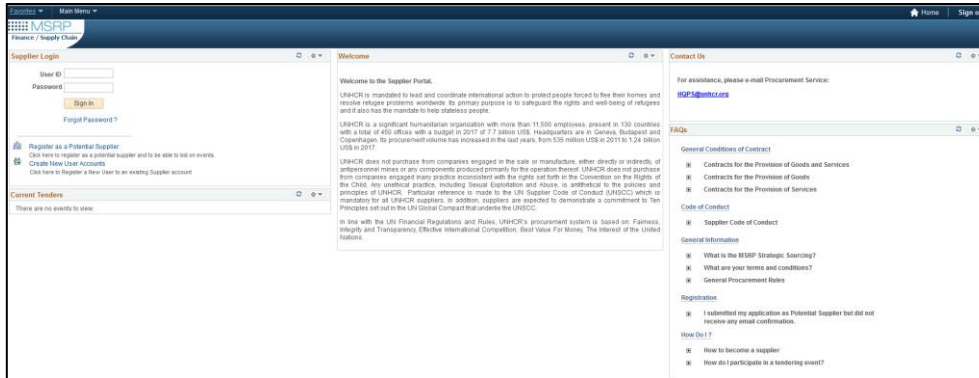 Favorites Main Menu
Home Sign o
MSRP
Finance / Supply Chain
Supplier Login
User ID
Password
Sign In
Forgot Password ?
Register as a Potential Supplier
Click here to register as a potential supplier and to be able to bid on events.
Create New User Accounts
Click here to Register a New User to an existing Supplier account
Current Tenders
There are no events to view
Welcome
Welcome to the Supplier Portal.
UNHCR is mandated to lead and coordinate international action to protect people forced to flee their homes and
resolve refugee problems worldwide. Its primary purpose is to safeguard the rights and well-being of refugees
and it also has the mandate to help stateless people.
UNHCR is a significant humanitarian organization with more than 11,500 employees, present in 130 countries
with a total of 450 offices with a budget in 2017 of 7.7 billion US$. Headquarters are in Geneva, Budapest and
Copenhagen. Its procurement volume has increased in the last years, from 535 million US$ in 2011 to 1.24 billion
US$ in 2017.
UNHCR does not purchase from companies engaged in the sale or manufacture, either directly or indirectly, of
antipersonnel mines or any components produced primarily for the operation thereof. UNHCR does not purchase
from companies engaged in any practice inconsistent with the rights set forth in the Convention on the Rights of
the Child. Any unethical practice, including Sexual Exploitation and Abuse, is antithetical to the policies and
principles of UNHCR. Particular reference is made to the UN Supplier Code of Conduct (UNSCC) which is
mandatory for all UNHCR suppliers. In addition, suppliers are expected to demonstrate a commitment to Ten
Principles set out in the UN Global Compact that underlie the UNSCC.
In line with the UN Financial Regulations and Rules, UNHCR's procurement system is based on: Fairness,
Integrity and Transparency, Effective International Competition, Best Value For Money, The Interest of the United
Nations.
Contact Us
For assistance, please e-mail Procurement Service:
HQPS@unhcr.org
FAQs
General Conditions of Contract
Contracts for the Provision of Goods and Services
Contracts for the Provision of Goods
Contracts for the Provision of Services
Code of Conduct
Supplier Code of Conduct
General Information
What is the MSRP Strategic Sourcing?
What are your terms and conditions?
General Procurement Rules
Registration
I submitted my application as Potential Supplier but did not
receive any email confirmation.
How Do I ?
How to become a supplier
How do I participate in a tendering event?